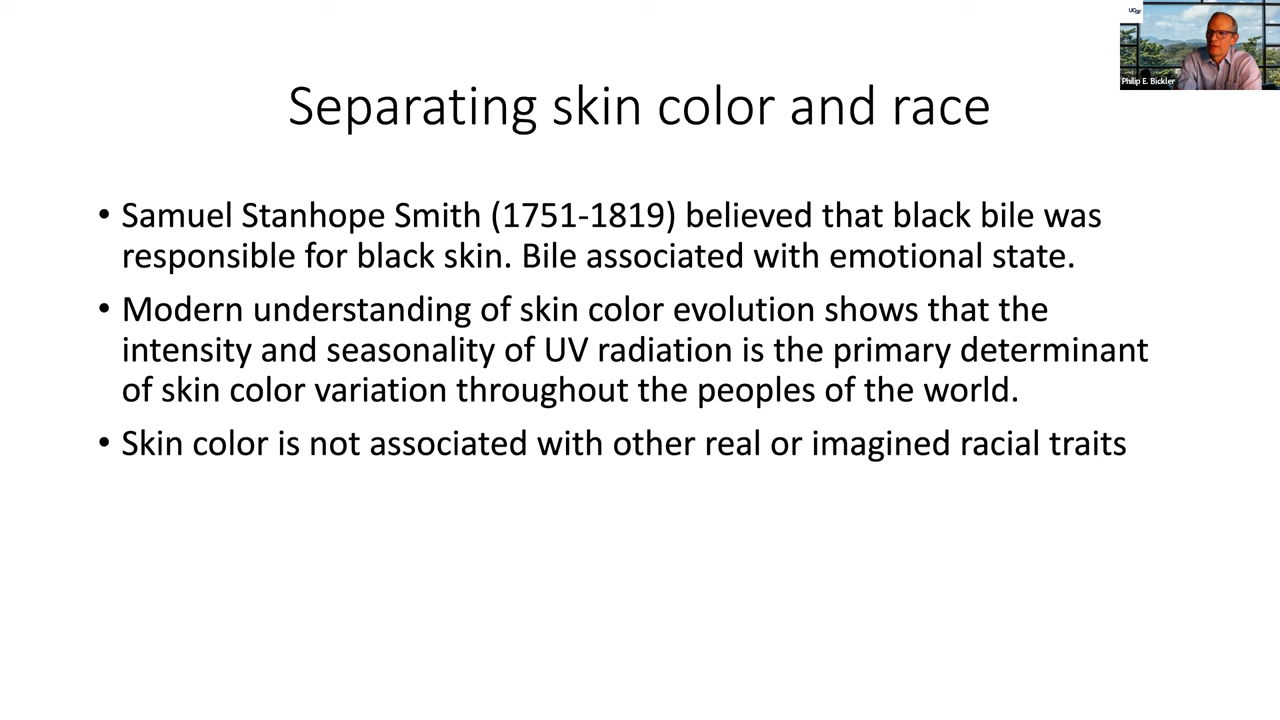 UCSF
Philip E. Bickler
Separating skin color and race
• Samuel Stanhope Smith (1751-1819) believed that black bile was
responsible for black skin. Bile associated with emotional state.
• Modern understanding of skin color evolution shows that the
intensity and seasonality of UV radiation is the primary determinant
of skin color variation throughout the peoples of the world.
• Skin color is not associated with other real or imagined racial traits